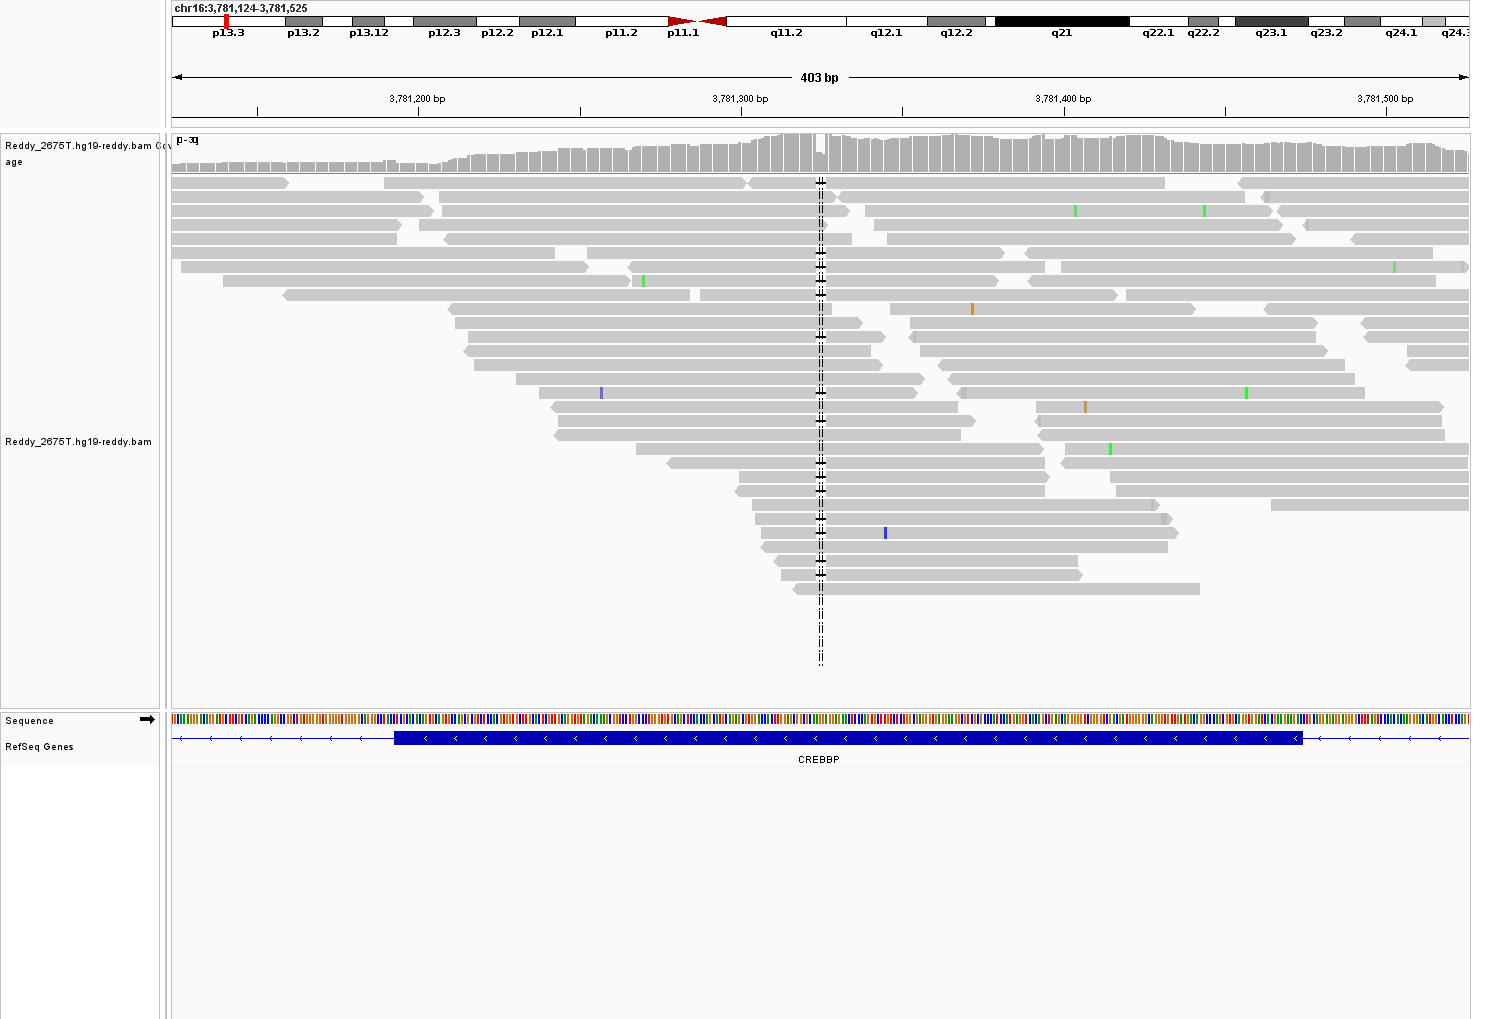 chr16:3,781,124-3,781,525
p13.3 p13.2 p13.12 p12.3 p12.2 p12.1 p11.2 p11.1 q11.2 q12.1 q12.2 q21 q22.1 q22.2 q23.1 q23.2 q24.1 q24.3
403 bp
3,781,200 bp 3,781,300 bp 3,781,400 bp 3,781,500 bp
Reddy_2675T.hg19-reddy.bam Cov
age
Reddy_2675T.hg19-reddy.bam
Sequence
RefSeq Genes
CREBBP